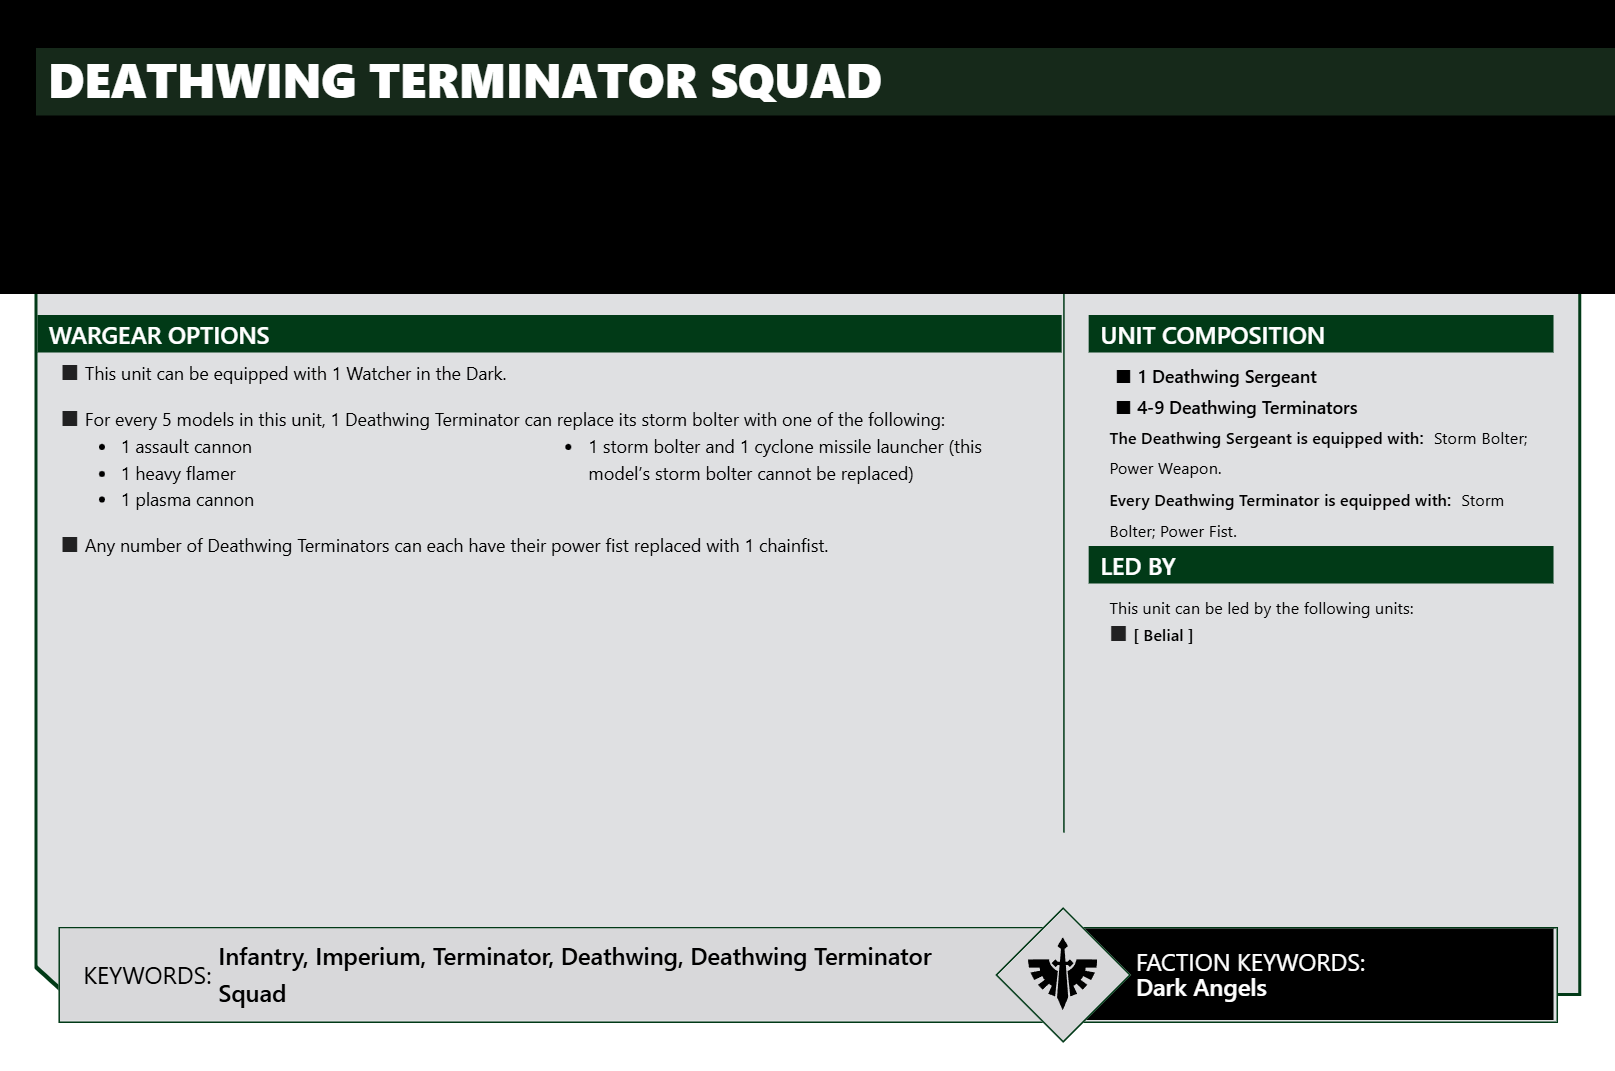 DEATHWING TERMINATOR SQUAD
WARGEAR OPTIONS
■ This unit can be equipped with 1 Watcher in the Dark.
■ For every 5 models in this unit, 1 Deathwing Terminator can replace its storm bolter with one of the following:
• 1 assault cannon
• 1 heavy flamer
• 1 plasma cannon
• 1 storm bolter and 1 cyclone missile launcher (this
model’s storm bolter cannot be replaced)
■ Any number of Deathwing Terminators can each have their power fist replaced with 1 chainfist.
UNIT COMPOSITION
■ 1 Deathwing Sergeant
■ 4-9 Deathwing Terminators
The Deathwing Sergeant is equipped with: Storm Bolter;
Power Weapon.
Every Deathwing Terminator is equipped with: Storm
Bolter; Power Fist.
LED BY
This unit can be led by the following units:
■ [ Belial ]
KEYWORDS:
Infantry, Imperium, Terminator, Deathwing, Deathwing Terminator
Squad
FACTION KEYWORDS:
Dark Angels